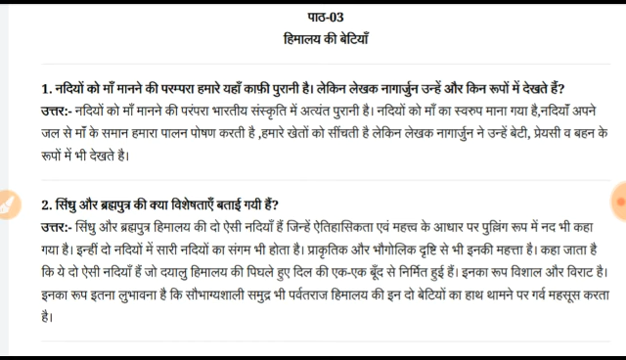 पाठ-03
हिमालय की बेटियाँ
1. नदियों को माँ मानने की परम्परा हमारे यहाँ काफ़ी पुरानी है। लेकिन लेखक नागार्जुन उन्हें और किन रूपों में देखते हैं?
उत्तर:- नदियों को माँ मानने की परंपरा भारतीय संस्कृति में अत्यंत पुरानी है। नदियों को माँ का स्वरुप माना गया है,नदियाँ अपने
जल से माँ के समान हमारा पालन पोषण करती है ,हमारे खेतों को सींचती है लेकिन लेखक नागार्जुन ने उन्हें बेटी, प्रेयसी व बहन के
रूपों में भी देखते है।
2. सिंधु और ब्रह्मपुत्र की क्या विशेषताएँ बताई गयी हैं?
उत्तर:- सिंधु और ब्रह्मपुत्र हिमालय की दो ऐसी नदियाँ हैं जिन्हें ऐतिहासिकता एवं महत्त्व के आधार पर पुल्लिंग रूप में नद भी कहा
गया है। इन्हीं दो नदियों में सारी नदियों का संगम भी होता है। प्राकृतिक और भौगोलिक दृष्टि से भी इनकी महत्ता है। कहा जाता है
कि ये दो ऐसी नदियाँ हैं जो दयालु हिमालय की पिघले हुए दिल की एक-एक बूँद से निर्मित हुई हैं। इनका रूप विशाल और विराट है।
इनका रूप इतना लुभावना है कि सौभाग्यशाली समुद्र भी पर्वतराज हिमालय की इन दो बेटियों का हाथ थामने पर गर्व महसूस करता
है।